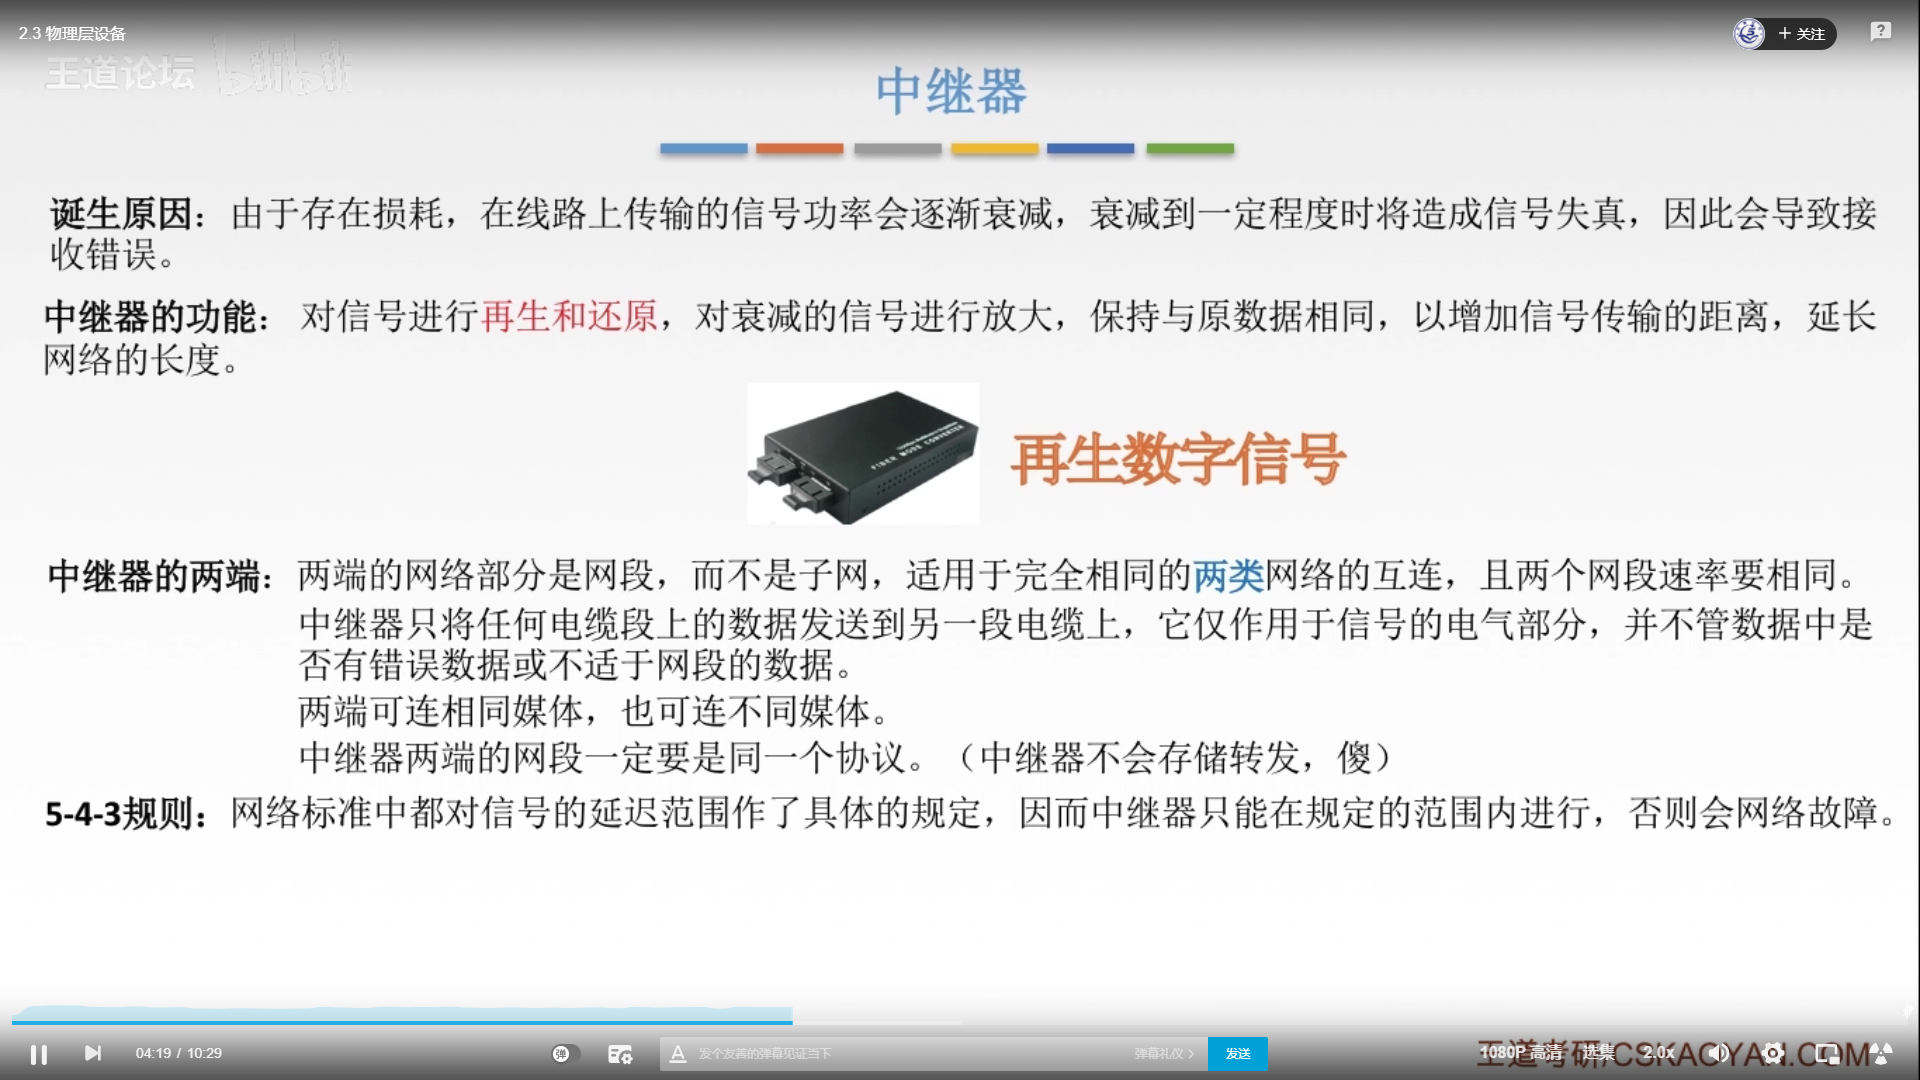 2.3 物理层设备
+ 关注
王道论坛 bilibili
中继器
诞生原因：由于存在损耗，在线路上传输的信号功率会逐渐衰减，衰减到一定程度时将造成信号失真，因此会导致接
收错误。
中继器的功能： 对信号进行再生和还原，对衰减的信号进行放大，保持与原数据相同，以增加信号传输的距离，延长
网络的长度。
FIBER MODE CONVERTER
再生数字信号
中继器的两端：两端的网络部分是网段，而不是子网，适用于完全相同的两类网络的互连，且两个网段速率要相同。
中继器只将任何电缆段上的数据发送到另一段电缆上，它仅作用于信号的电气部分，并不管数据中是
否有错误数据或不适于网段的数据。
两端可连相同媒体，也可连不同媒体。
中继器两端的网段一定要是同一个协议。（中继器不会存储转发，傻）
5-4-3规则：网络标准中都对信号的延迟范围作了具体的规定，因而中继器只能在规定的范围内进行，否则会网络故障。
04:19 / 10:29
弹
A 发个友善的弹幕见证当下
弹幕礼仪 >
发送
1080P 高清 选集 2.0x
王道考研/CSKAOYAN.COM